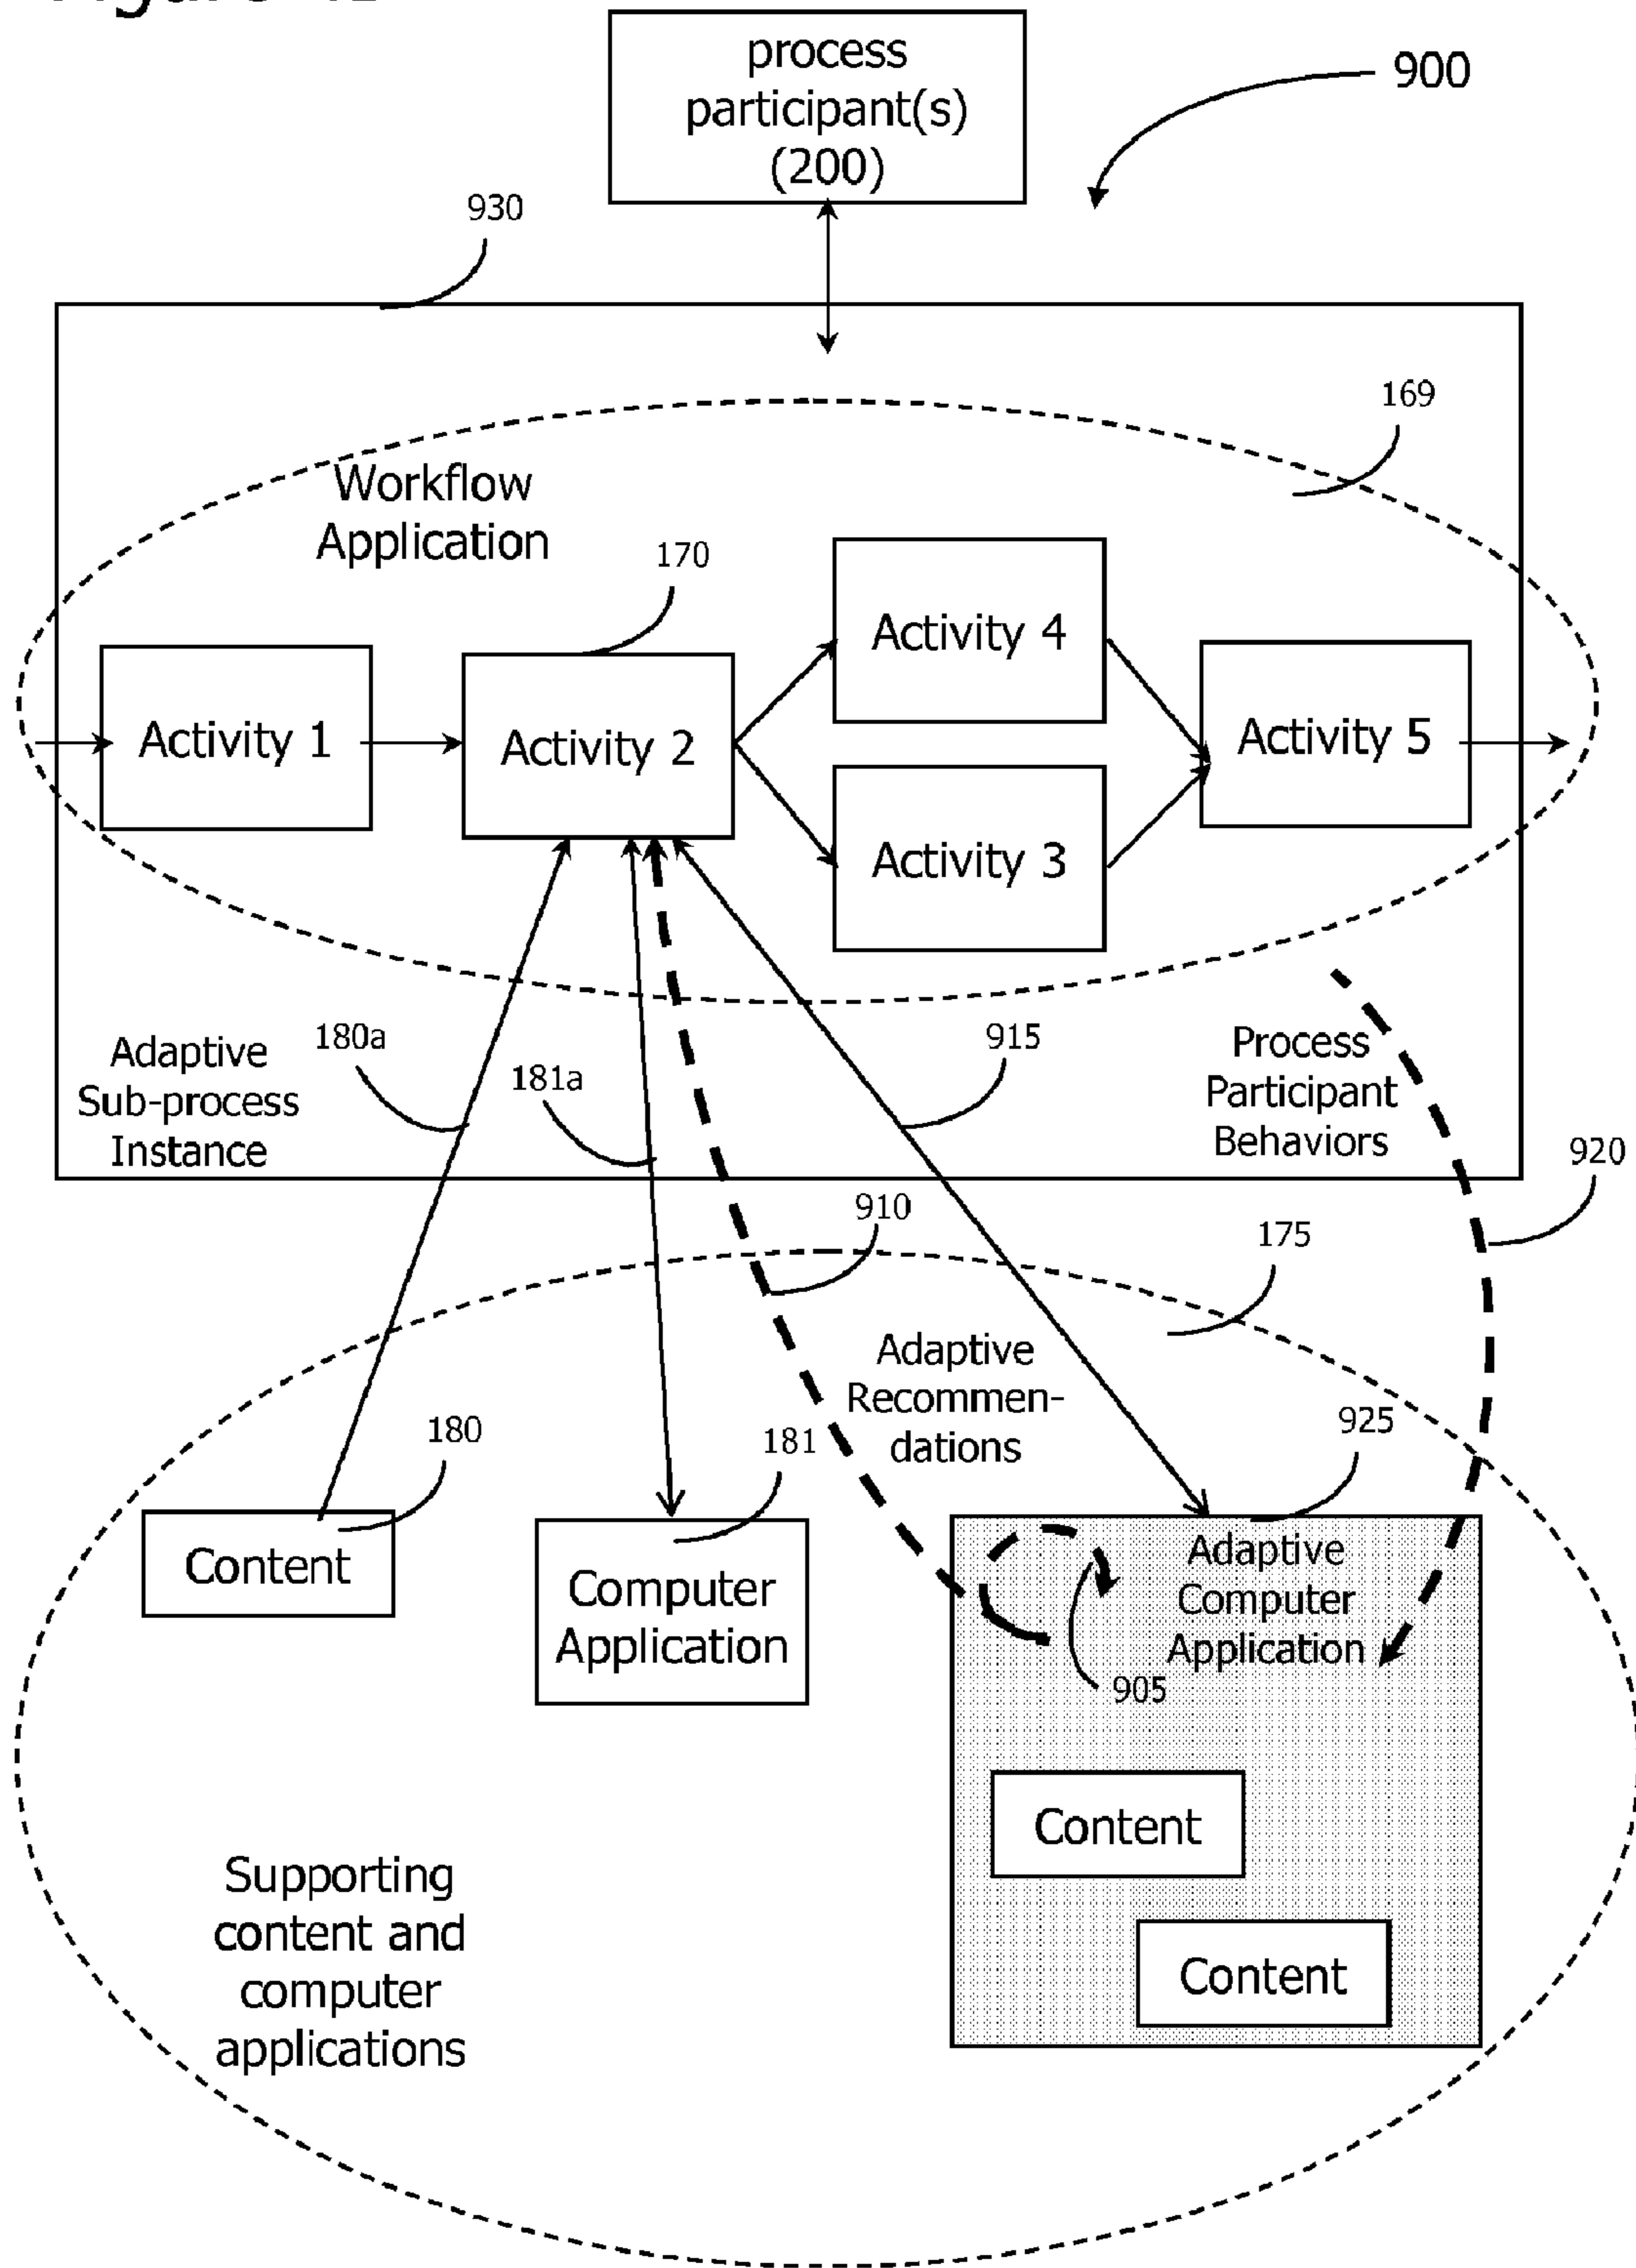 process
participant(s)
(200)
900
930
169
Workflow
Application
170
Activity 4
Activity 1
Activity 2
Activity 5
Activity 3
Adaptive
Sub-process
Instance
180a
181a
915
Process
Participant
Behaviors
920
910
175
Adaptive
Recommen-
dations
180
181
925
Content
Computer
Application
Adaptive
Computer
Application
905
Content
Content
Supporting
content and
computer
applications